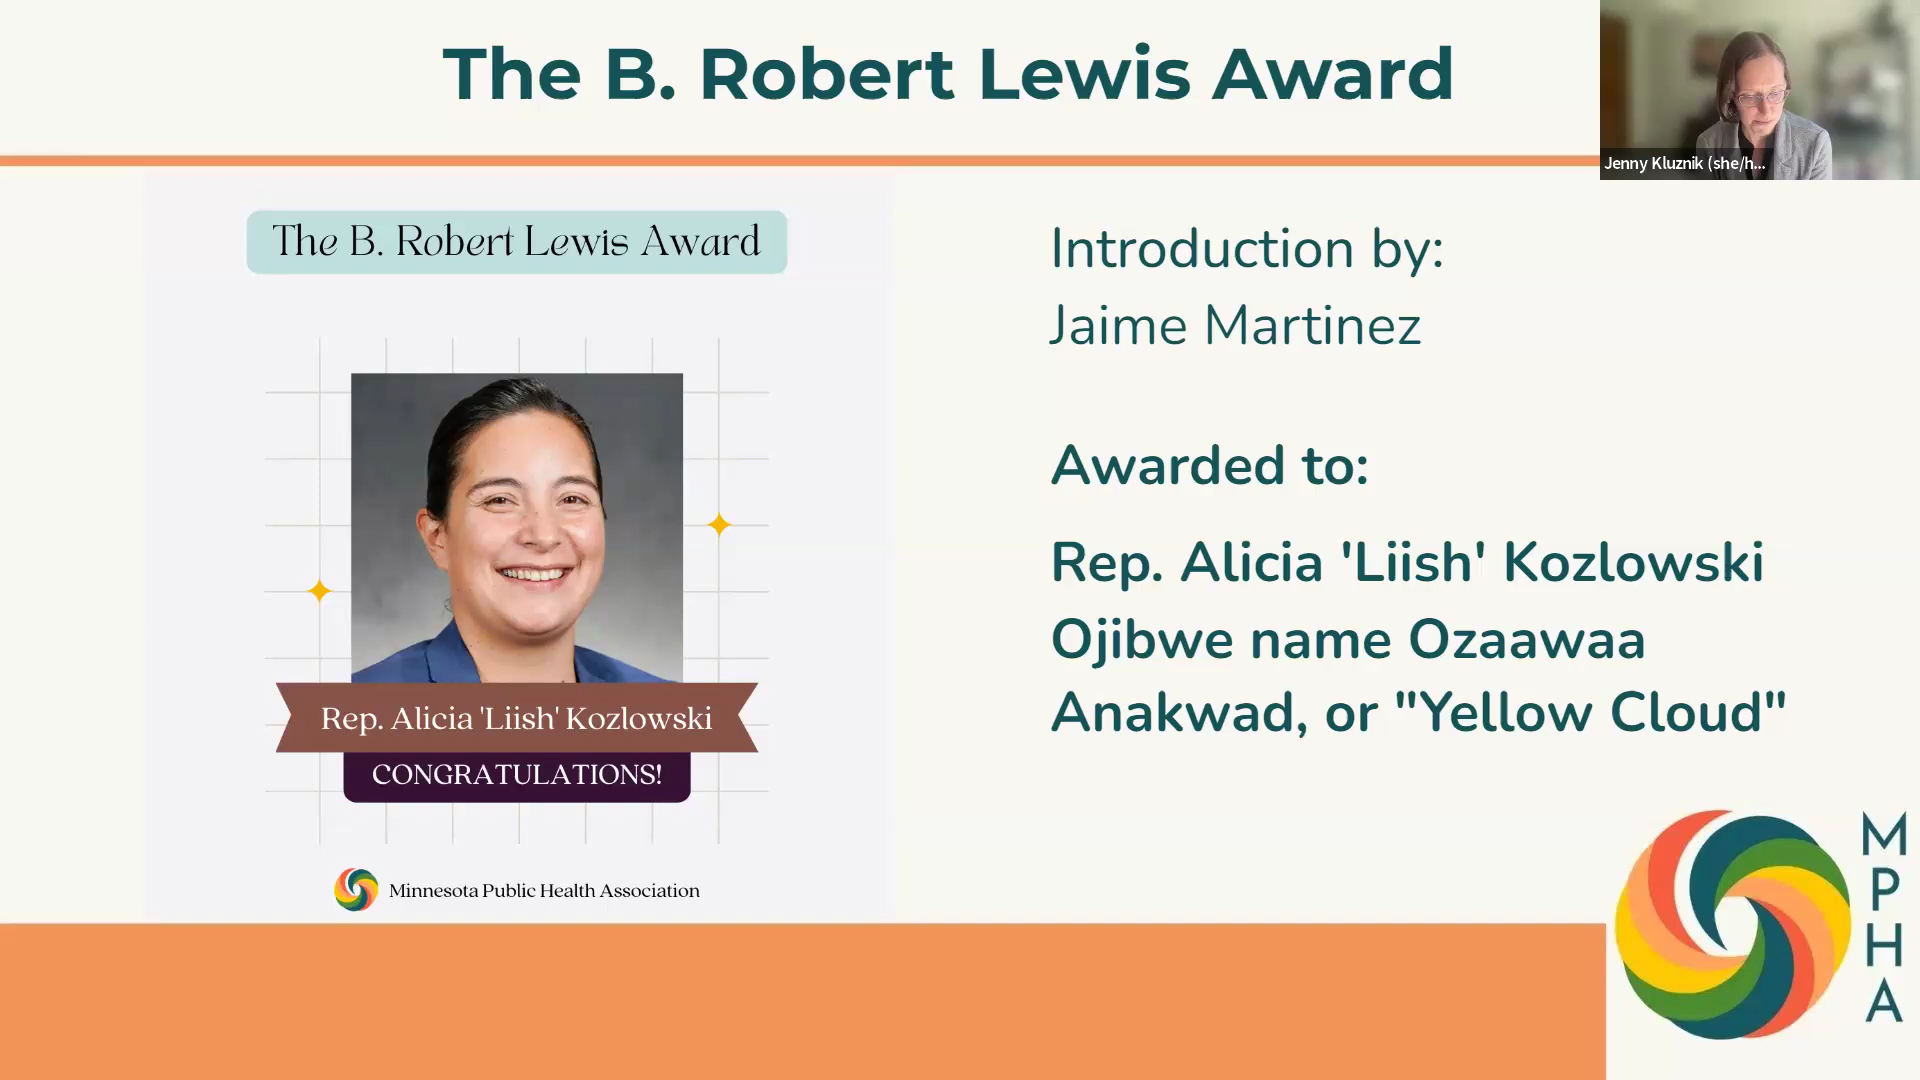 The B. Robert Lewis Award
Jenny Kluznik (she/h...
The B. Robert Lewis Award
Rep. Alicia 'Liish' Kozlowski
CONGRATULATIONS!
Minnesota Public Health Association
Introduction by:
Jaime Martinez
Awarded to:
Rep. Alicia 'Liish' Kozlowski
Ojibwe name Ozaawaa
Anakwad, or "Yellow Cloud"
MPHA